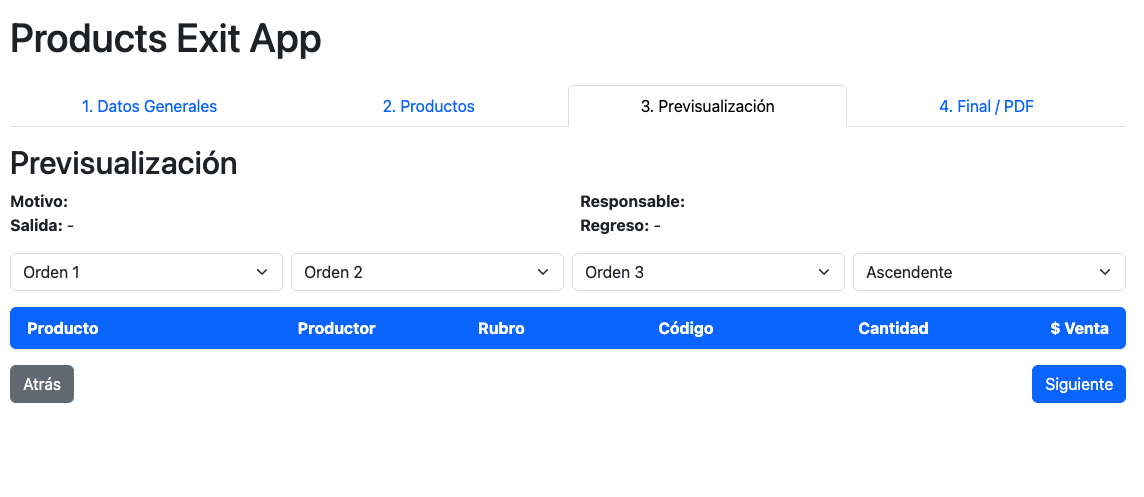 Products Exit App
1. Datos Generales 2. Productos 3. Previsualización 4. Final / PDF
Previsualización
Motivo: Responsable:
Salida: - Regreso: -
Orden 1 Orden 2 Orden 3 Ascendente
Producto Productor Rubro Código Cantidad $ Venta
Atrás Siguiente